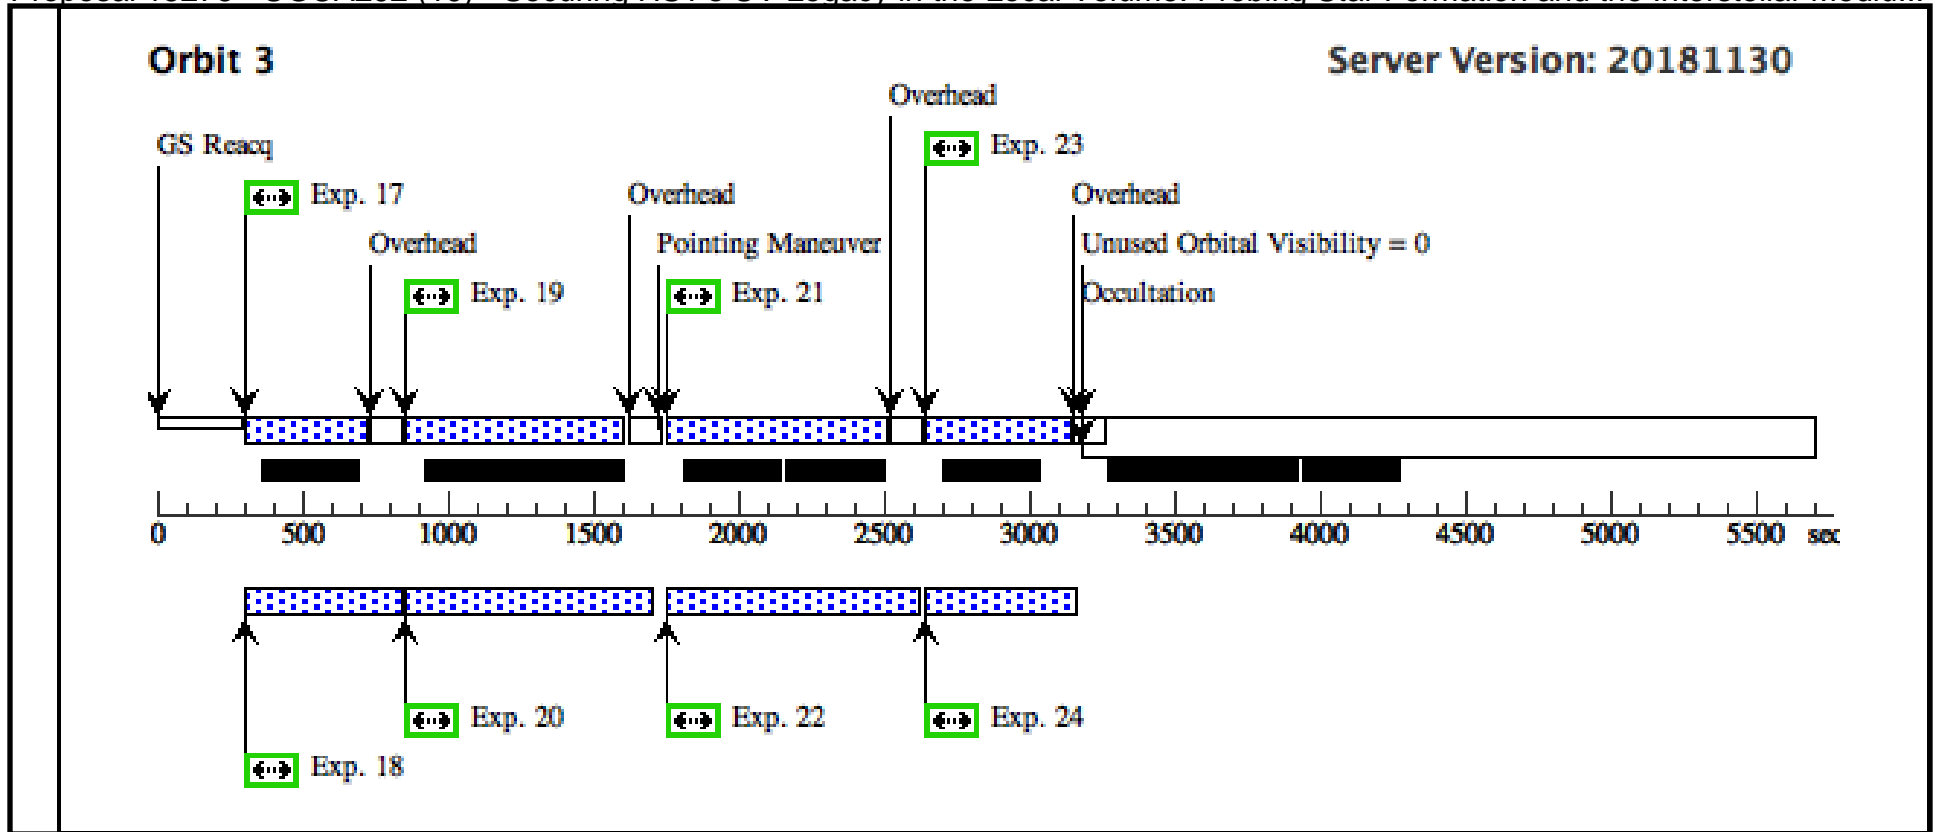 Orbit 3
Server Version: 20181130
Overhead
GS Reacq
Exp. 23
Exp. 17
Overhead
Overhead
Overhead
Pointing Maneuver
Unused Orbital Visibility = 0
Exp. 19
Exp. 21
Occultation
0 500 1000 1500 2000 2500 3000 3500 4000 4500 5000 5500 sec
Exp. 20
Exp. 22
Exp. 24
Exp. 18